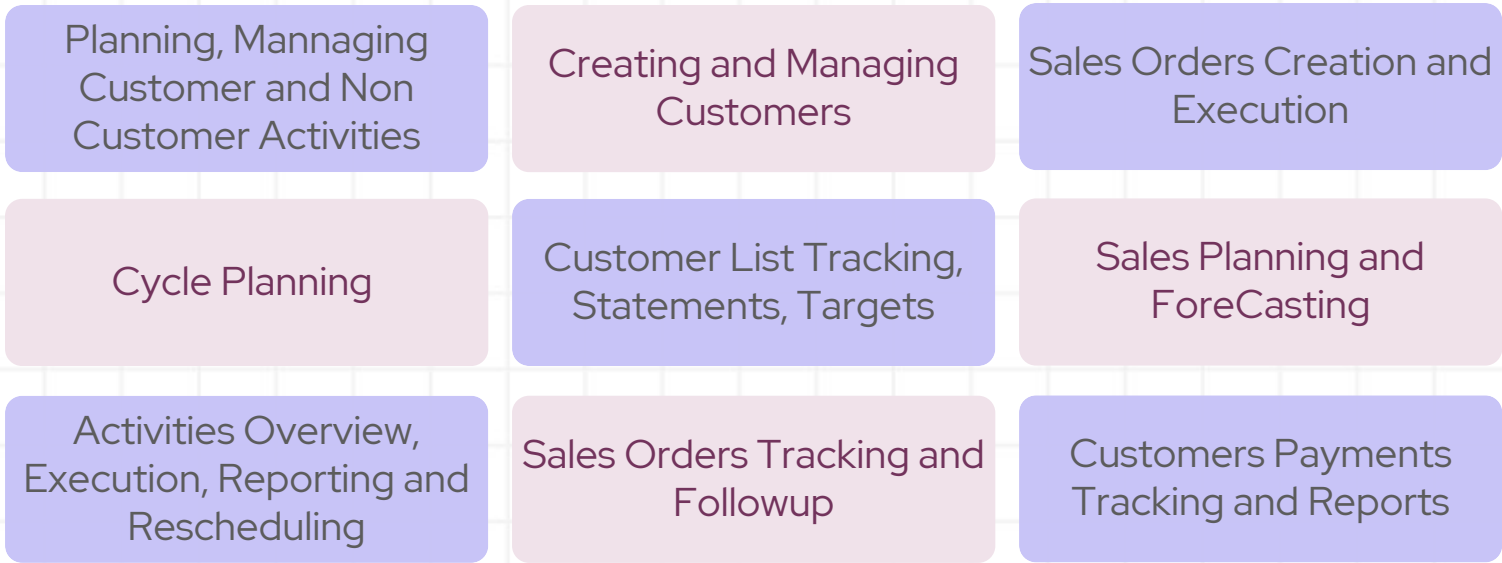 Planning, Mannaging
Customer and Non
Customer Activities
Creating and Managing
Customers
Sales Orders Creation and
Execution
Cycle Planning
Customer List Tracking,
Statements, Targets
Sales Planning and
ForeCasting
Activities Overview,
Execution, Reporting and
Rescheduling
Sales Orders Tracking and
Followup
Customers Payments
Tracking and Reports